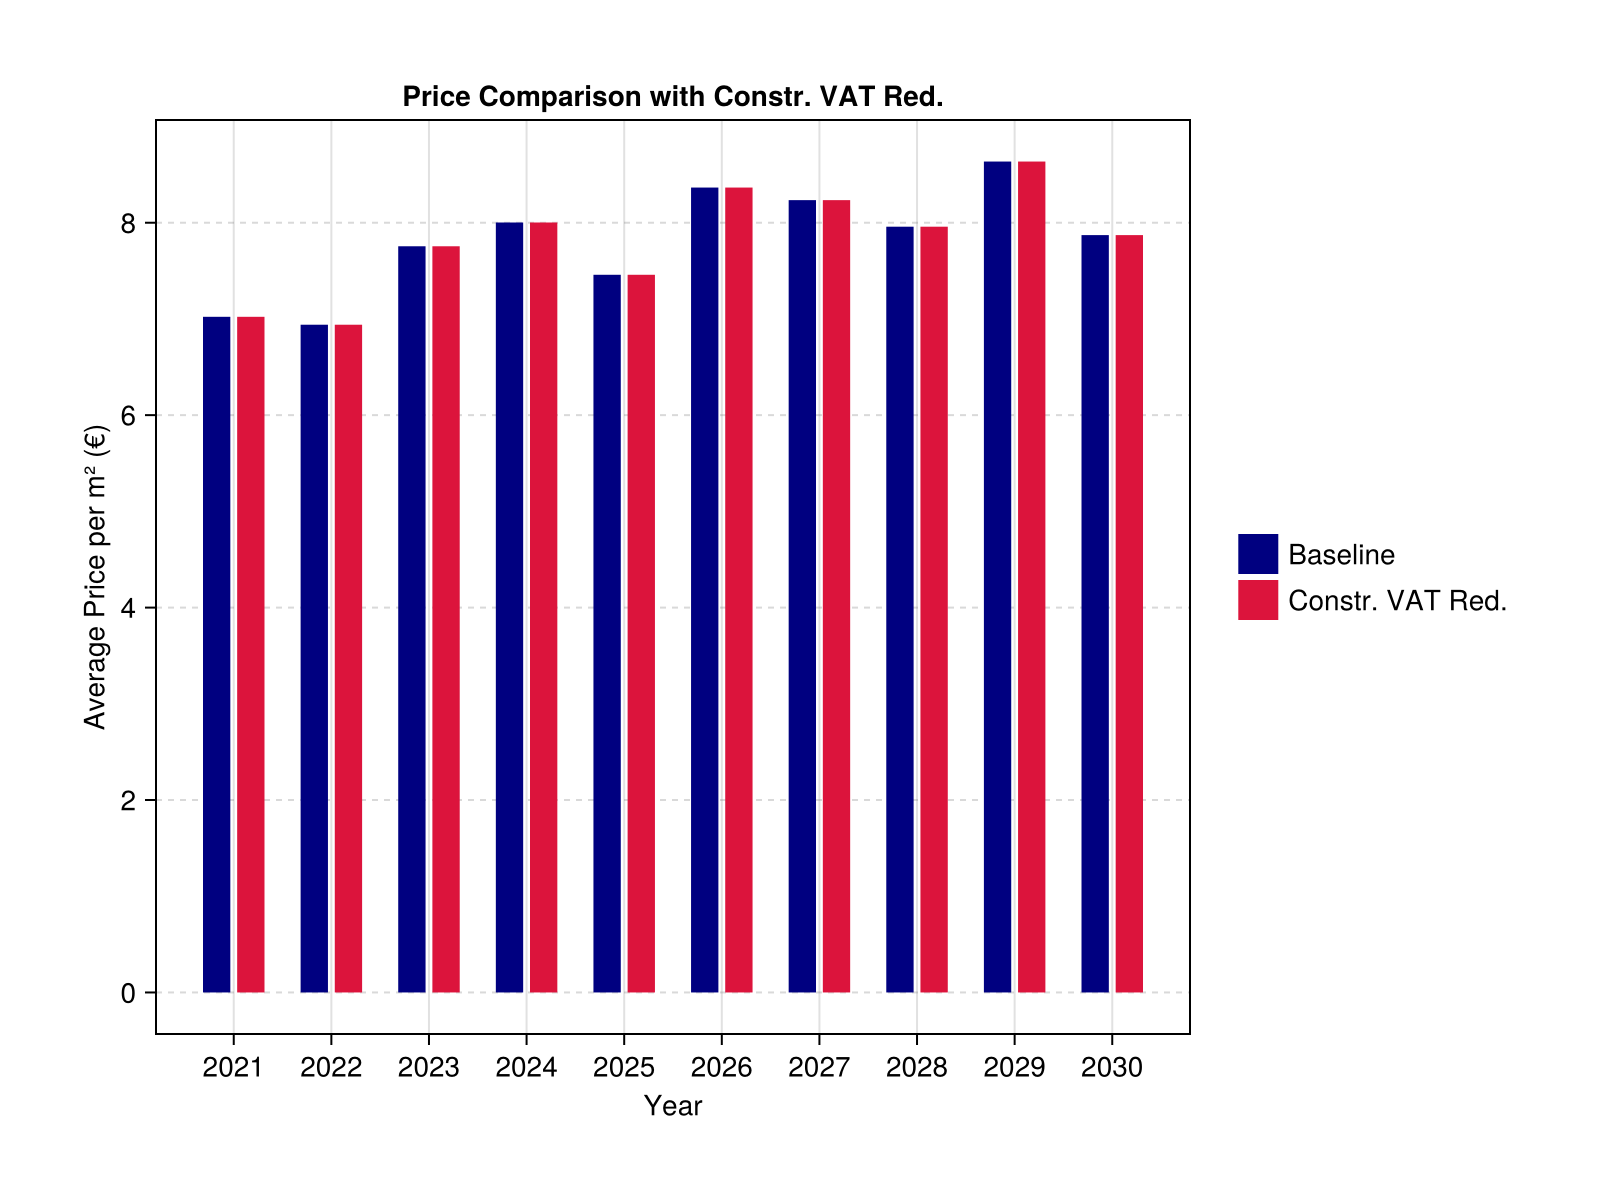 Price Comparison with Constr. VAT Red.
8
6
4
2
0
Average Price per m² (€)
2021 2022 2023 2024 2025 2026 2027 2028 2029 2030
Year
Baseline
Constr. VAT Red.